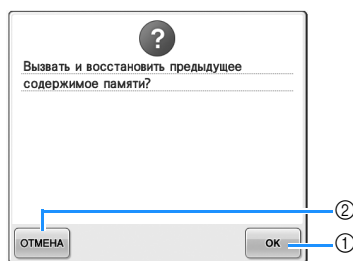 ?
Вызвать и восстановить предыдущее
содержимое памяти?
②
ОТМЕНА
OK
①